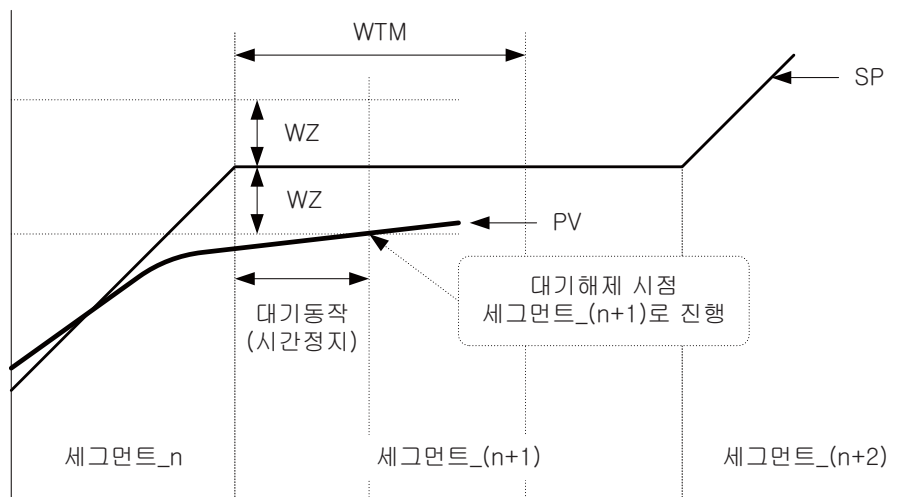 WTM
SP
WZ
WZ
PV
대기해제 시점
세그먼트_(n+1)로 진행
대기동작
(시간정지)
세그먼트_n
세그먼트_(n+1)
세그먼트_(n+2)